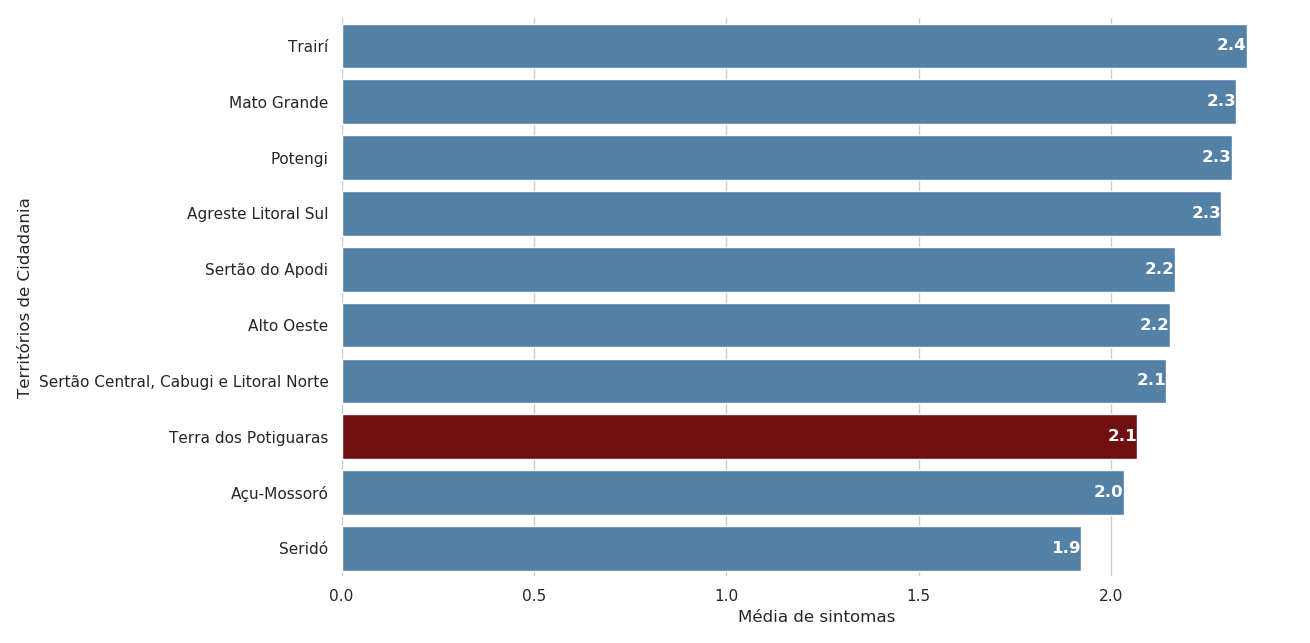 Territórios de Cidadania
Trairí 2.4
Mato Grande 2.3
Potengi 2.3
Agreste Litoral Sul 2.3
Sertão do Apodi 2.2
Alto Oeste 2.2
Sertão Central, Cabugi e Litoral Norte 2.1
Terra dos Potiguaras 2.1
Açu-Mossoró 2.0
Seridó 1.9
0.0 0.5 1.0 1.5 2.0
Média de sintomas